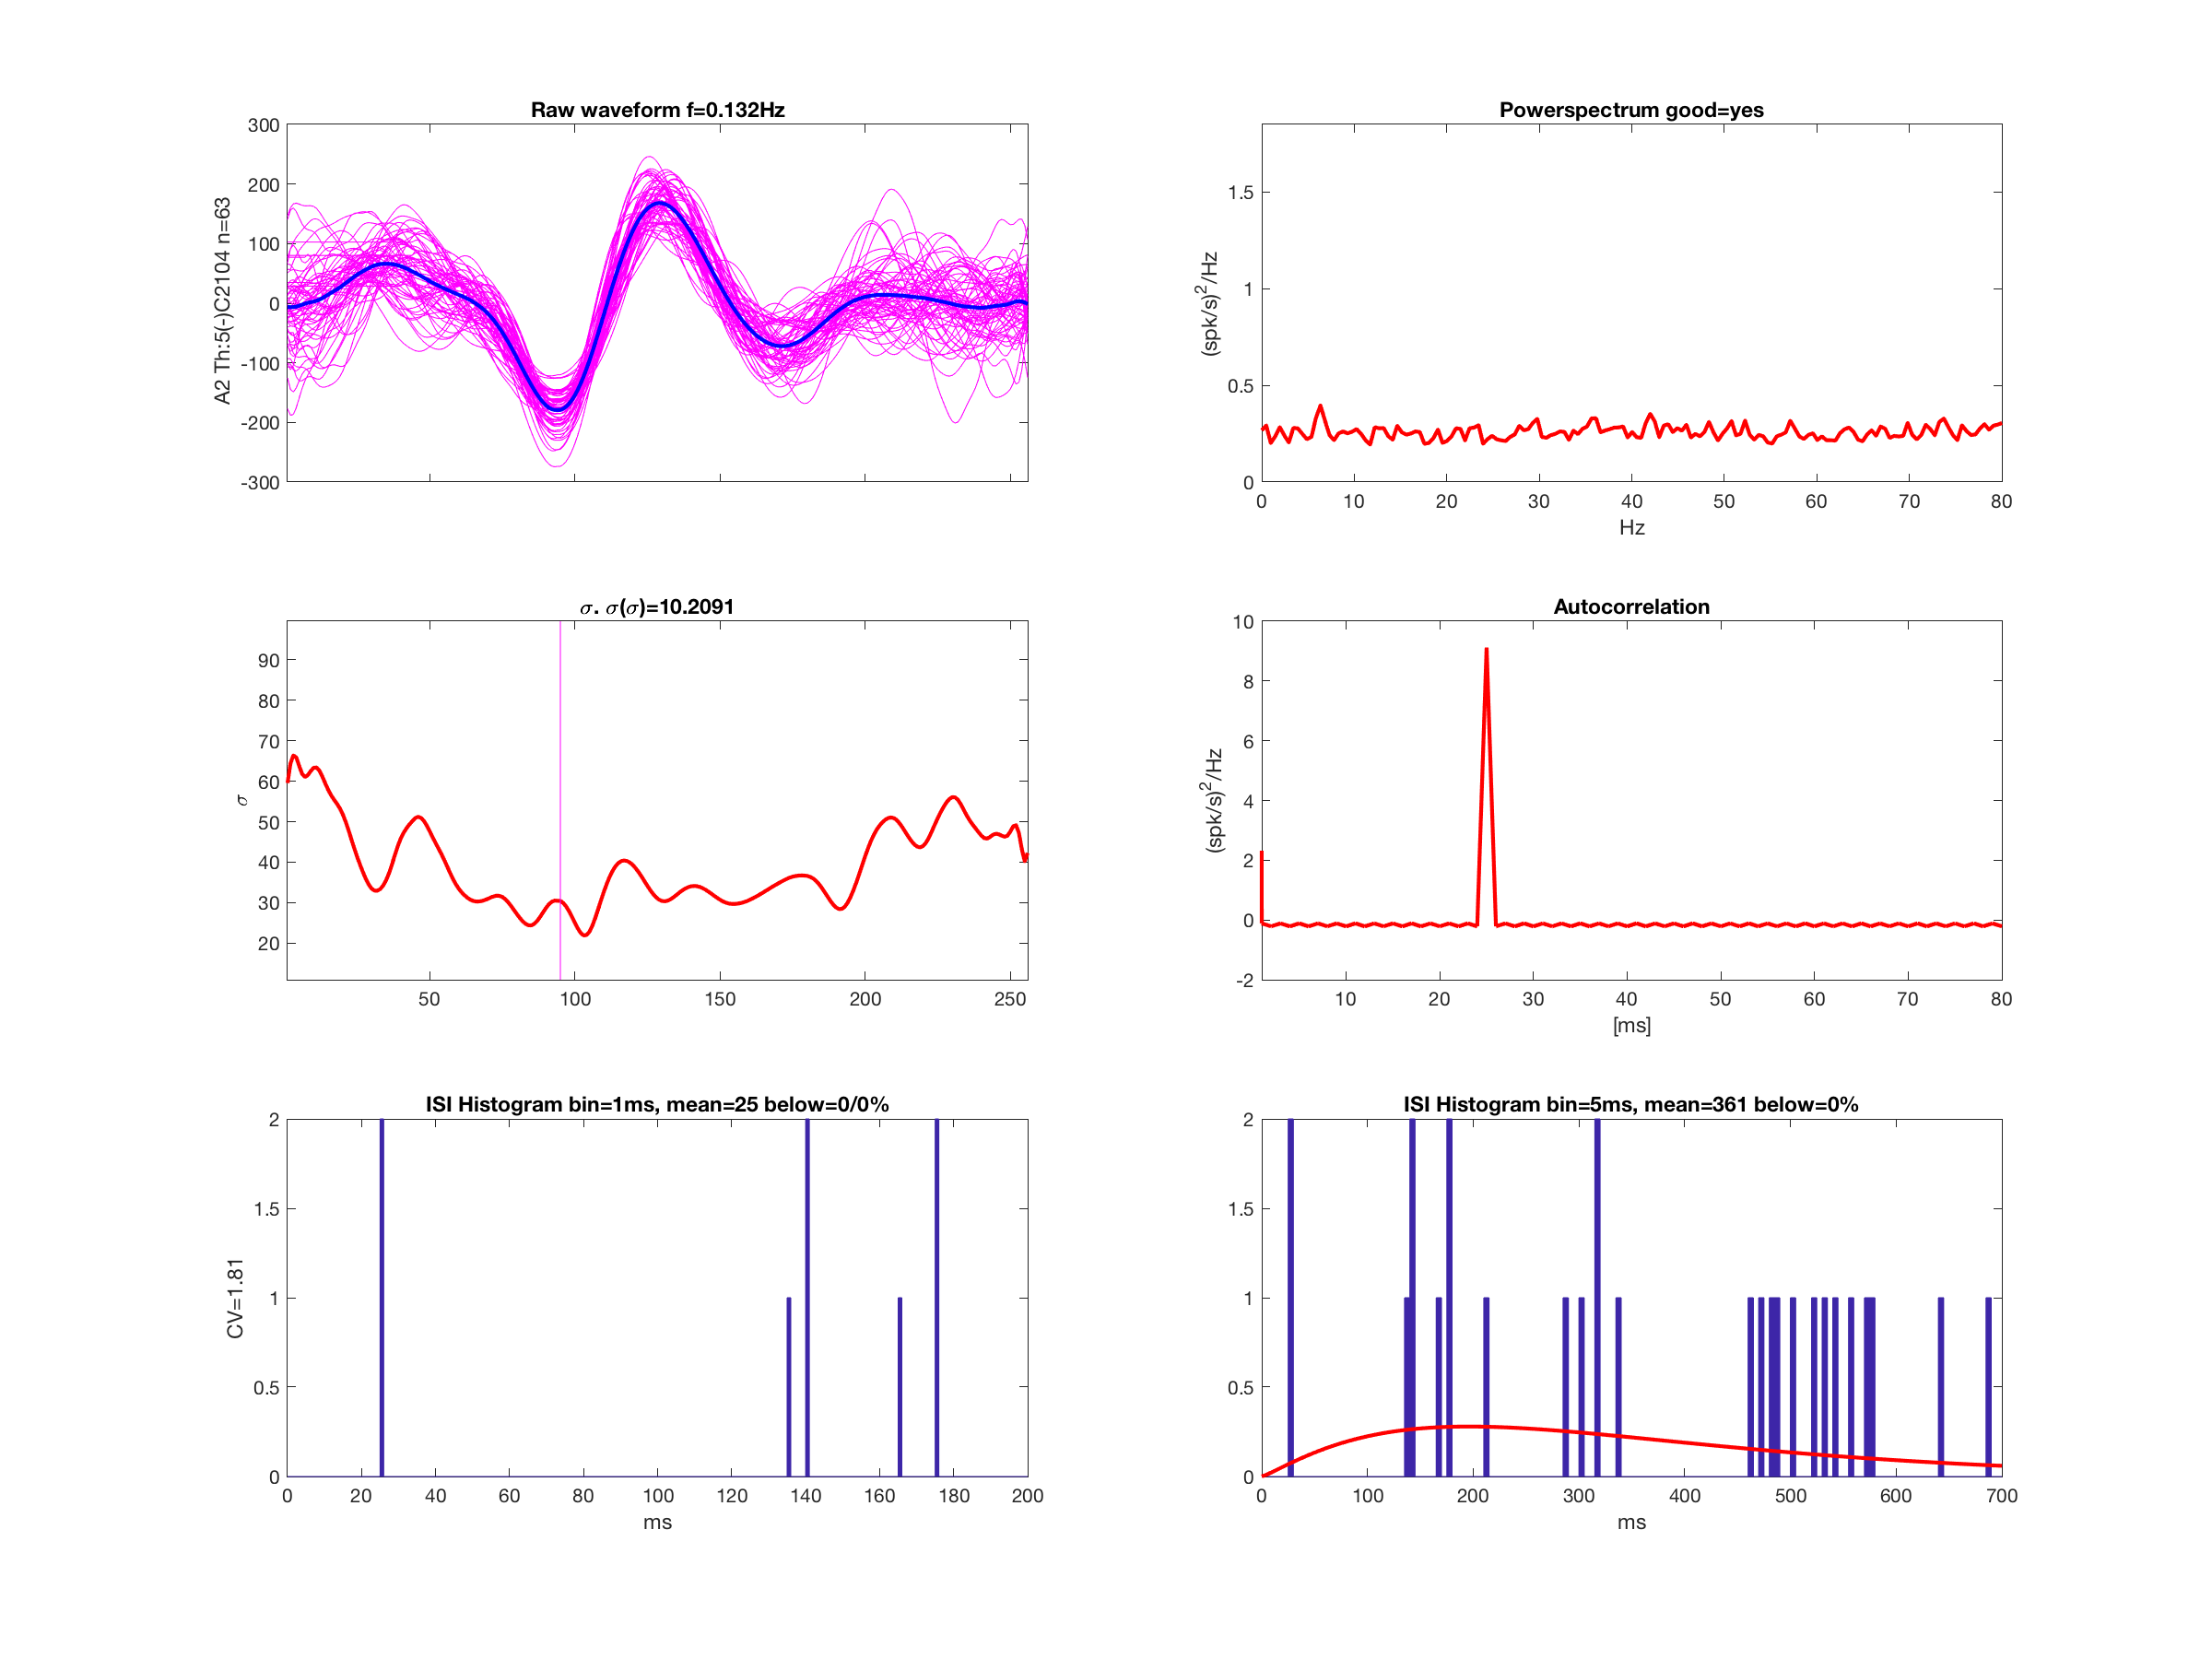 Raw waveform f=0.132Hz
A2 Th:5(-)C2104 n=63
300
200
100
0
-100
-200
-300
Powerspectrum good=yes
(spk/s)²/Hz
1.5
1
0.5
0
0 10 20 30 40 50 60 70 80
Hz
σ. σ(σ)=10.2091
σ
90
80
70
60
50
40
30
20
50 100 150 200 250
Autocorrelation
(spk/s)²/Hz
10
8
6
4
2
0
-2
10 20 30 40 50 60 70 80
[ms]
ISI Histogram bin=1ms, mean=25 below=0/0%
CV=1.81
2
1.5
1
0.5
0
0 20 40 60 80 100 120 140 160 180 200
ms
ISI Histogram bin=5ms, mean=361 below=0%
2
1.5
1
0.5
0
0 100 200 300 400 500 600 700
ms